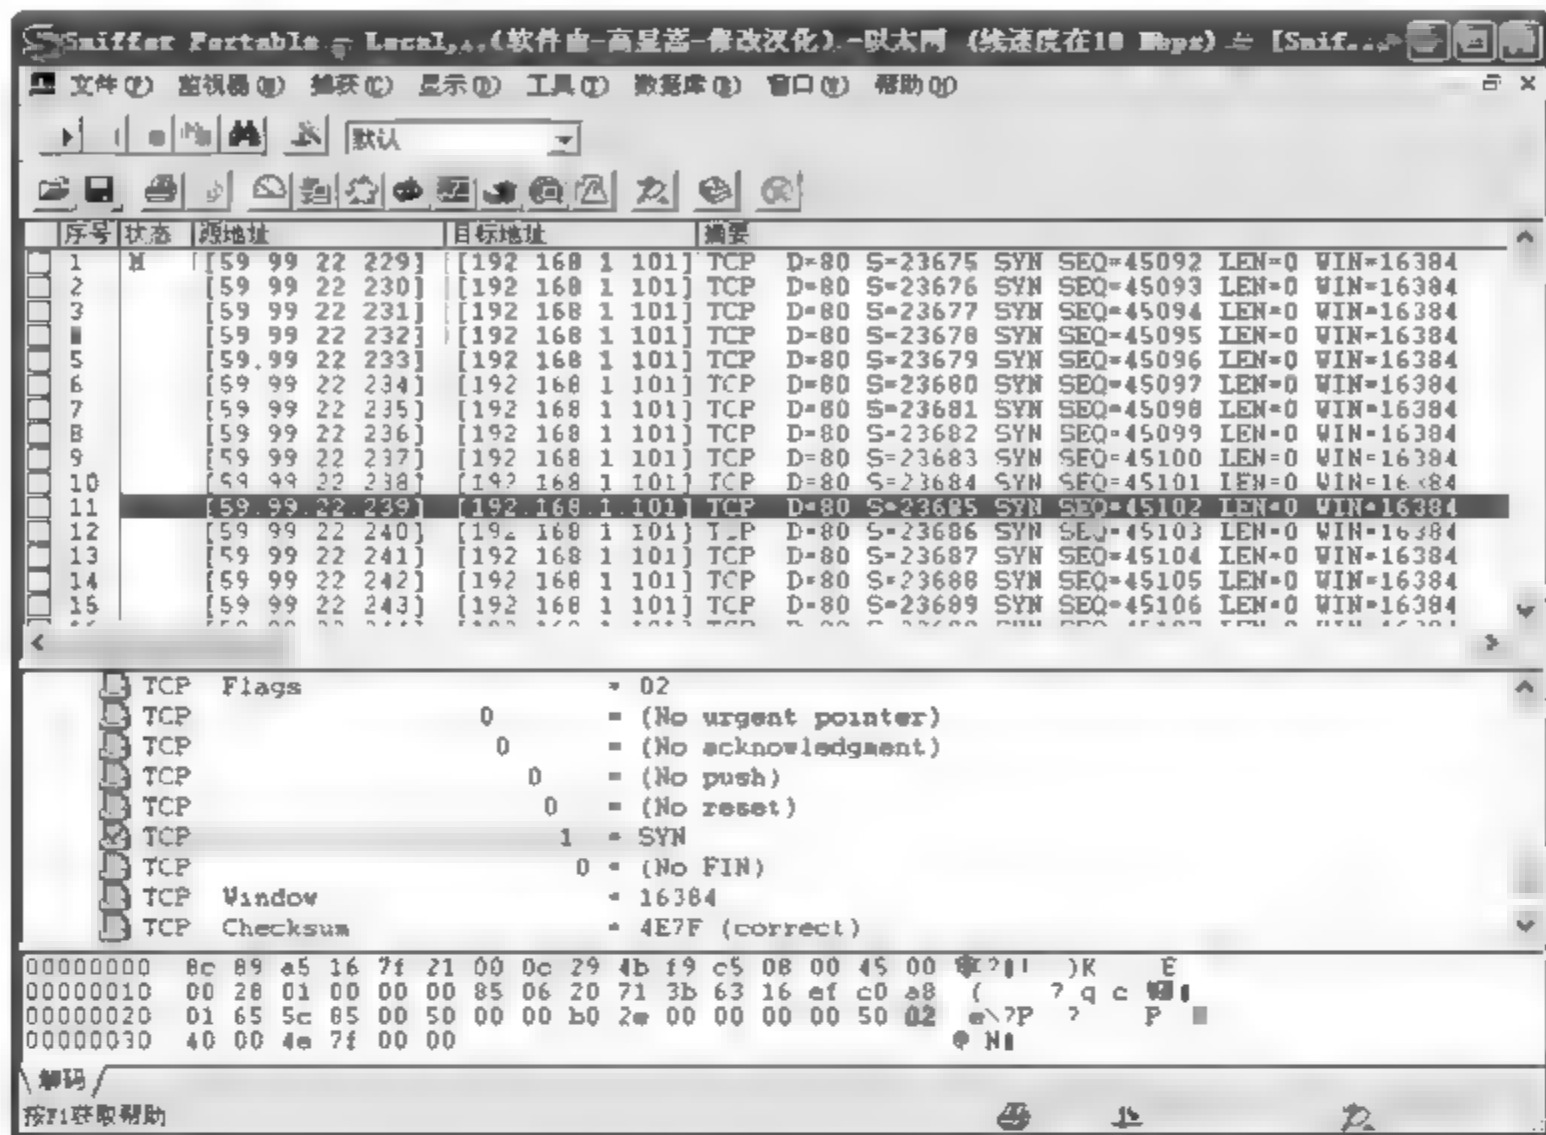 Sniffer Portable - Local,..(软件由-高显嵩-修改汉化).-以太网 (线速度在10 Mbps) - [Snif...
文件(F) 监视器(M) 捕获(C) 显示(D) 工具(T) 数据库(B) 窗口(W) 帮助(H)
默认
序号 状态 源地址 目标地址 摘要
1 M [59 99 22 229] [192 168 1 101] TCP D=80 S=23675 SYN SEQ=45092 LEN=0 WIN=16384
2 [59 99 22 230] [192 168 1 101] TCP D=80 S=23676 SYN SEQ=45093 LEN=0 WIN=16384
3 [59 99 22 231] [192 168 1 101] TCP D=80 S=23677 SYN SEQ=45094 LEN=0 WIN=16384
[59 99 22 232] [192 168 1 101] TCP D=80 S=23678 SYN SEQ=45095 LEN=0 WIN=16384
5 [59.99 22 233] [192 168 1 101] TCP D=80 S=23679 SYN SEQ=45096 LEN=0 WIN=16384
6 [59 99 22 234] [192 168 1 101] TCP D=80 S=23680 SYN SEQ=45097 LEN=0 WIN=16384
7 [59 99 22 235] [192 168 1 101] TCP D=80 S=23681 SYN SEQ=45098 LEN=0 WIN=16384
8 [59 99 22 236] [192 168 1 101] TCP D=80 S=23682 SYN SEQ=45099 LEN=0 WIN=16384
9 [59 99 22 237] [192 168 1 101] TCP D=80 S=23683 SYN SEQ=45100 LEN=0 WIN=16384
10 [59 99 22 238] [192 168 1 101] TCP D=80 S=23684 SYN SEQ=45101 LEN=0 WIN=16384
11 [59.99.22.239] [192.168.1.101] TCP D=80 S=23685 SYN SEQ=45102 LEN=0 WIN=16384
12 [59 99 22 240] [192 168 1 101] TCP D=80 S=23686 SYN SEQ=45103 LEN=0 WIN=16384
13 [59 99 22 241] [192 168 1 101] TCP D=80 S=23687 SYN SEQ=45104 LEN=0 WIN=16384
14 [59 99 22 242] [192 168 1 101] TCP D=80 S=23688 SYN SEQ=45105 LEN=0 WIN=16384
15 [59 99 22 243] [192 168 1 101] TCP D=80 S=23689 SYN SEQ=45106 LEN=0 WIN=16384
TCP Flags = 02
TCP 0 = (No urgent pointer)
TCP 0 = (No acknowledgment)
TCP 0 = (No push)
TCP 0 = (No reset)
TCP 1 = SYN
TCP 0 = (No FIN)
TCP Window = 16384
TCP Checksum = 4E7F (correct)
00000000 8c 89 a5 16 7f 21 00 0c 29 4b f9 c5 08 00 45 00 )K E
00000010 00 28 01 00 00 00 85 06 20 71 3b 63 16 ef c0 a8 ( ? q c
00000020 01 65 5c 85 00 50 00 00 b0 2e 00 00 00 00 50 02 e\?P ? P
00000030 40 00 4e 7f 00 00 @ N
解码
按F1获取帮助